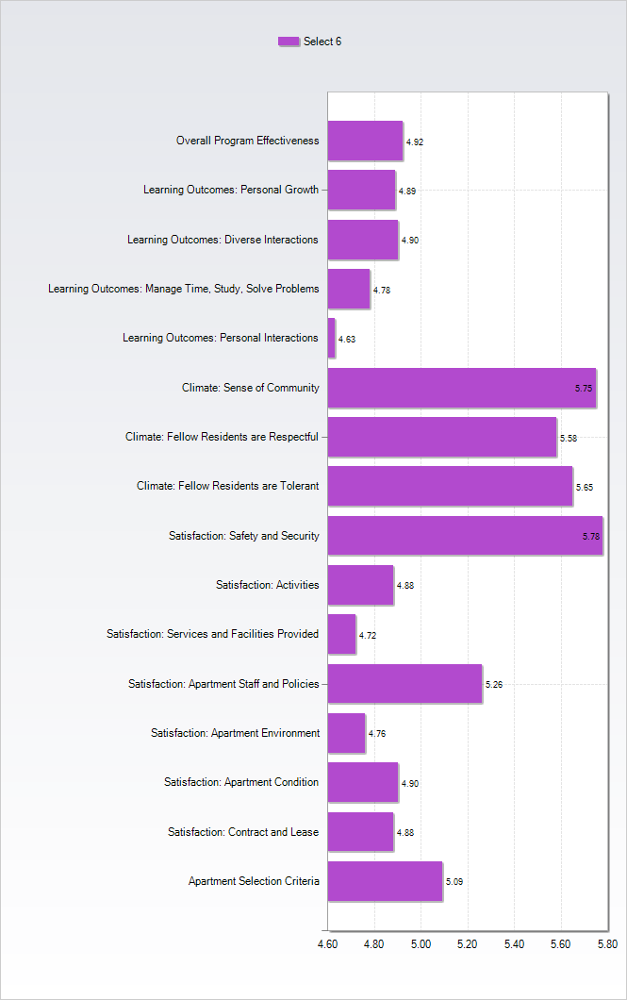 Select 6
Overall Program Effectiveness 4.92
Learning Outcomes: Personal Growth 4.89
Learning Outcomes: Diverse Interactions 4.90
Learning Outcomes: Manage Time, Study, Solve Problems 4.78
Learning Outcomes: Personal Interactions 4.63
Climate: Sense of Community 5.75
Climate: Fellow Residents are Respectful 5.58
Climate: Fellow Residents are Tolerant 5.65
Satisfaction: Safety and Security 5.78
Satisfaction: Activities 4.88
Satisfaction: Services and Facilities Provided 4.72
Satisfaction: Apartment Staff and Policies 5.26
Satisfaction: Apartment Environment 4.76
Satisfaction: Apartment Condition 4.90
Satisfaction: Contract and Lease 4.88
Apartment Selection Criteria 5.09
4.60 4.80 5.00 5.20 5.40 5.60 5.80